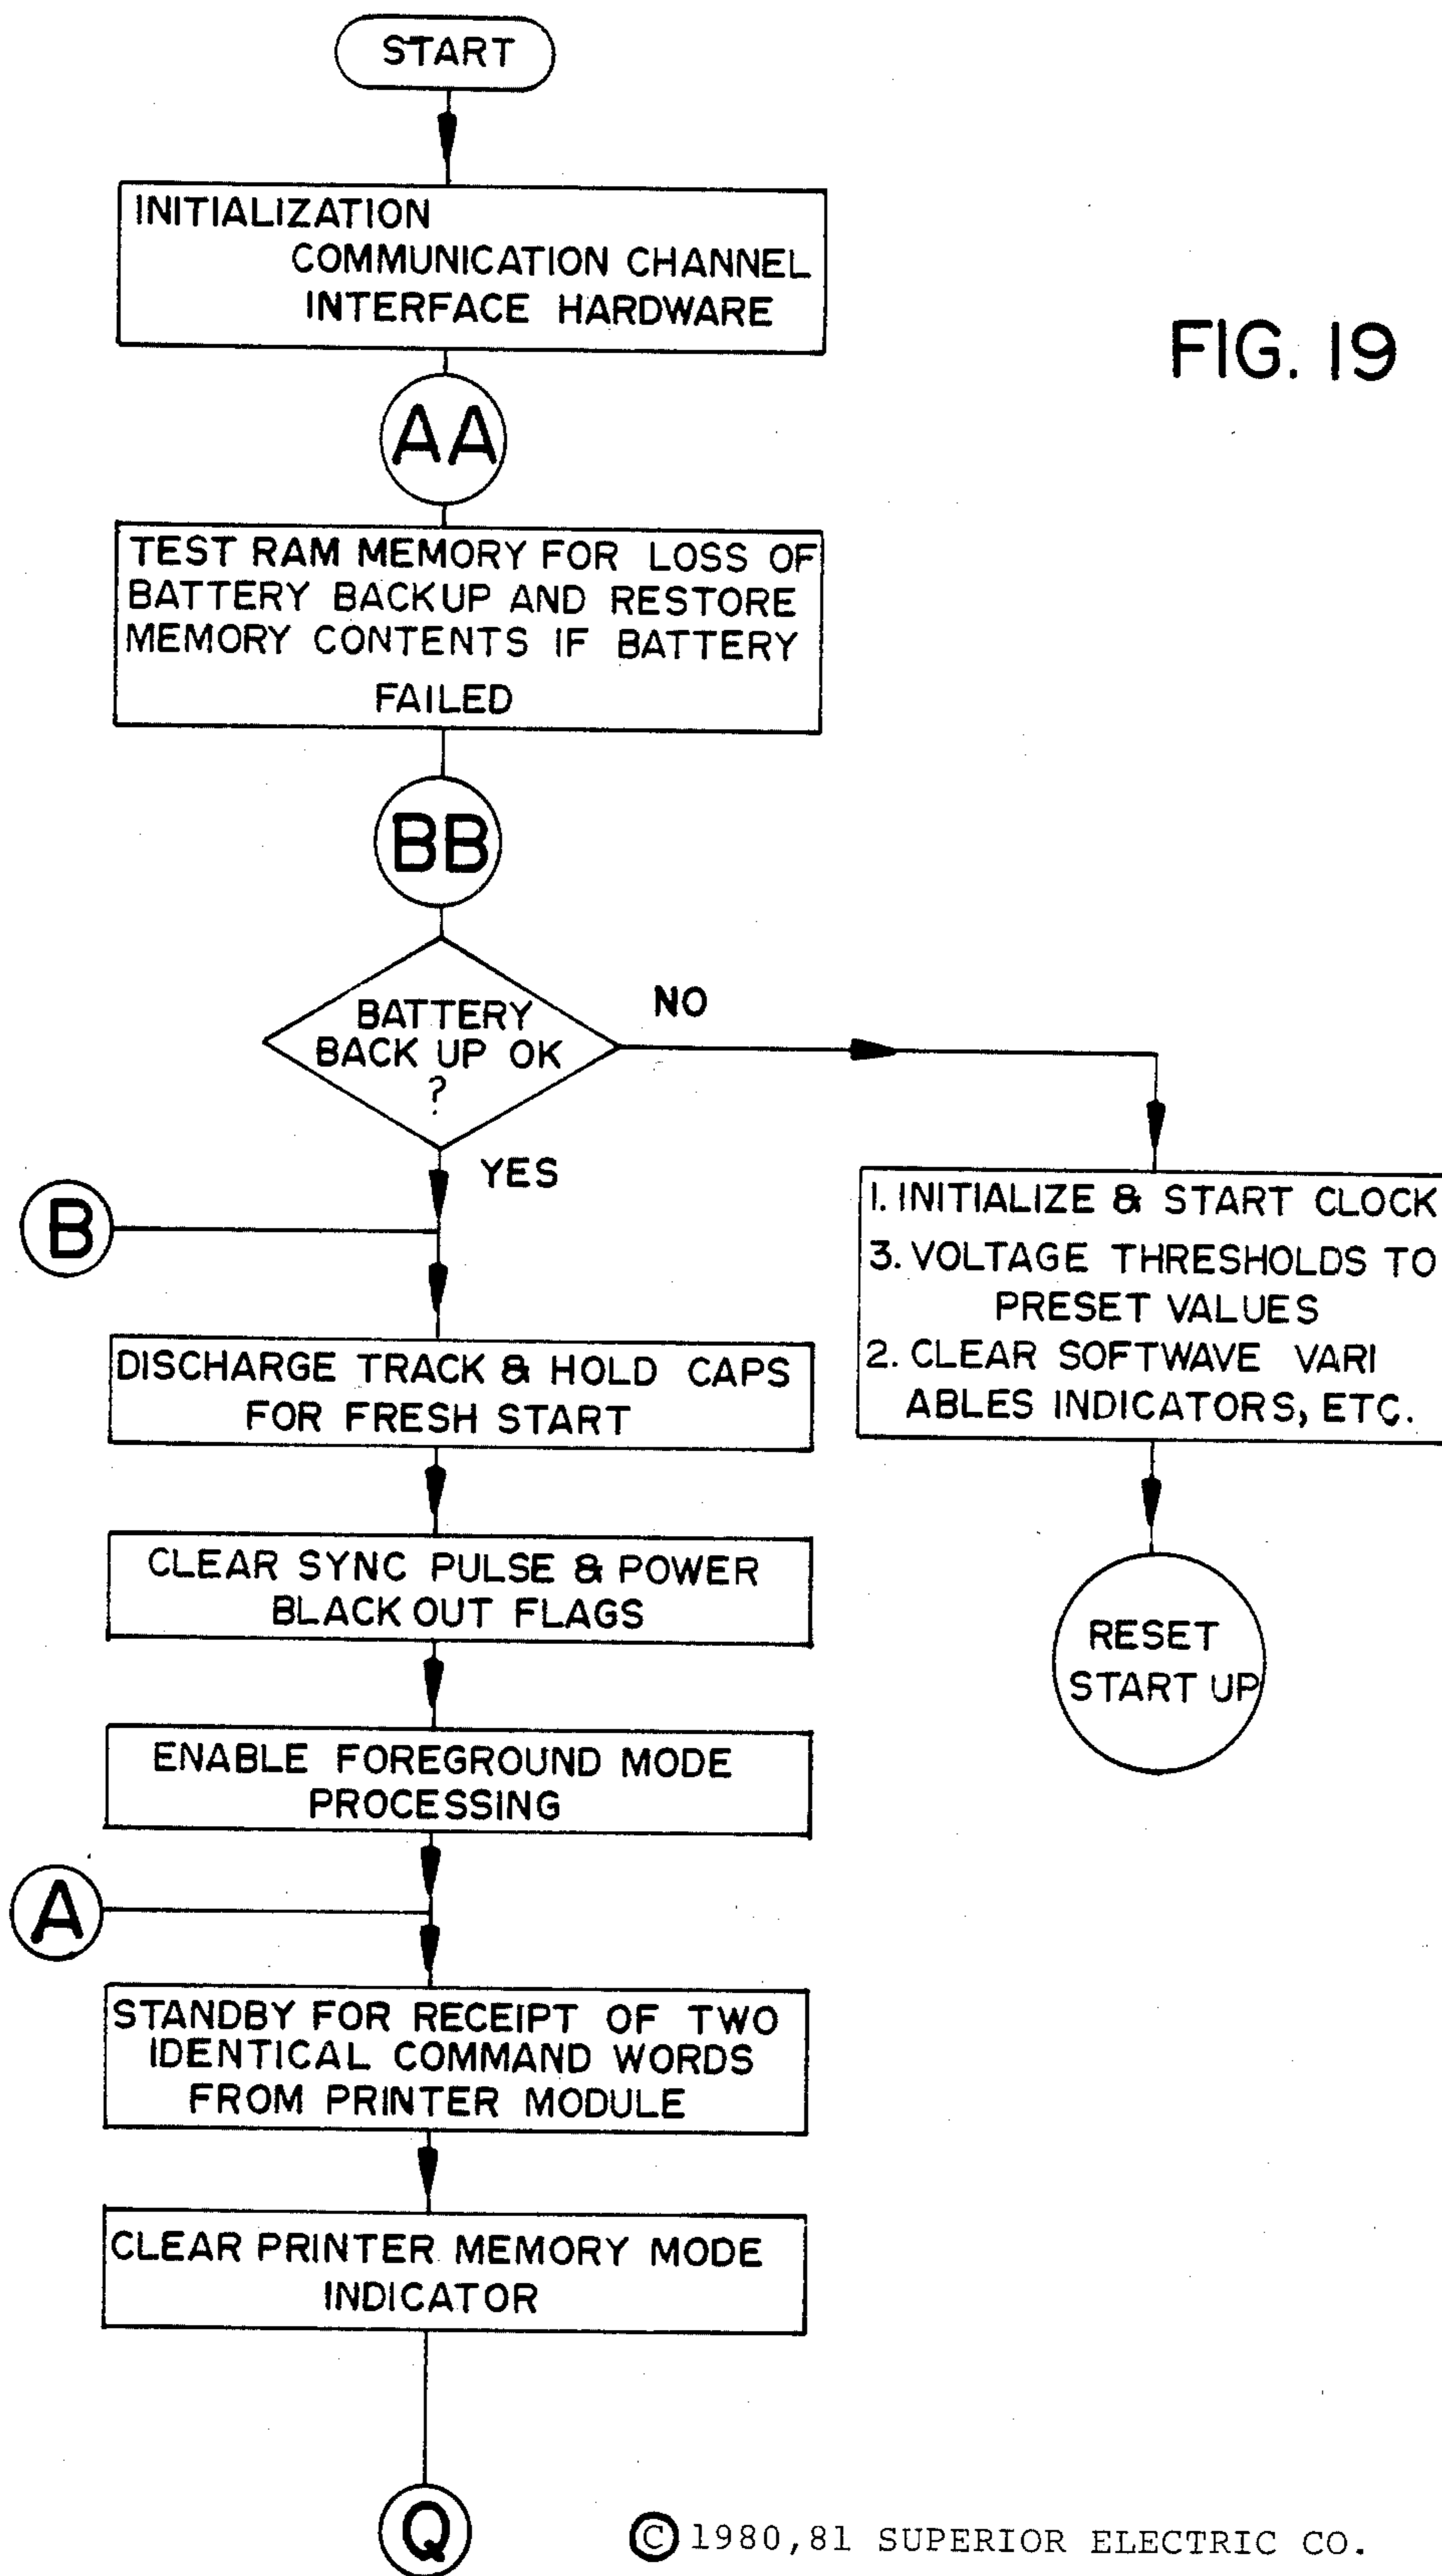 START
INITIALIZATION
COMMUNICATION CHANNEL
INTERFACE HARDWARE
FIG. 19
AA
TEST RAM MEMORY FOR LOSS OF
BATTERY BACKUP AND RESTORE
MEMORY CONTENTS IF BATTERY
FAILED
BB
BATTERY
BACK UP OK
?
NO
YES
B
1. INITIALIZE & START CLOCK
3. VOLTAGE THRESHOLDS TO
PRESET VALUES
2. CLEAR SOFTWAVE VARI
ABLES INDICATORS, ETC.
RESET
START UP
DISCHARGE TRACK & HOLD CAPS
FOR FRESH START
CLEAR SYNC PULSE & POWER
BLACK OUT FLAGS
ENABLE FOREGROUND MODE
PROCESSING
A
STANDBY FOR RECEIPT OF TWO
IDENTICAL COMMAND WORDS
FROM PRINTER MODULE
CLEAR PRINTER MEMORY MODE
INDICATOR
Q
© 1980,81 SUPERIOR ELECTRIC CO.